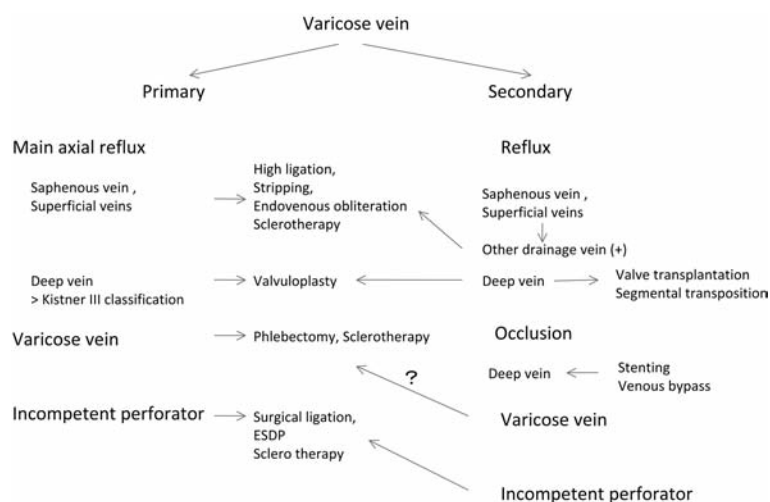 Varicose vein
Primary
Secondary
Main axial reflux
Saphenous vein ,
Superficial veins
High ligation,
Stripping,
Endovenous obliteration
Sclerotherapy
Reflux
Saphenous vein ,
Superficial veins
Other drainage vein (+)
Deep vein
> Kistner III classification
Valvuloplasty
Deep vein
Valve transplantation
Segmental transposition
Varicose vein
Phlebectomy, Sclerotherapy
Occlusion
Deep vein
Stenting
Venous bypass
?
Varicose vein
Incompetent perforator
Surgical ligation,
ESDP
Sclero therapy
Incompetent perforator